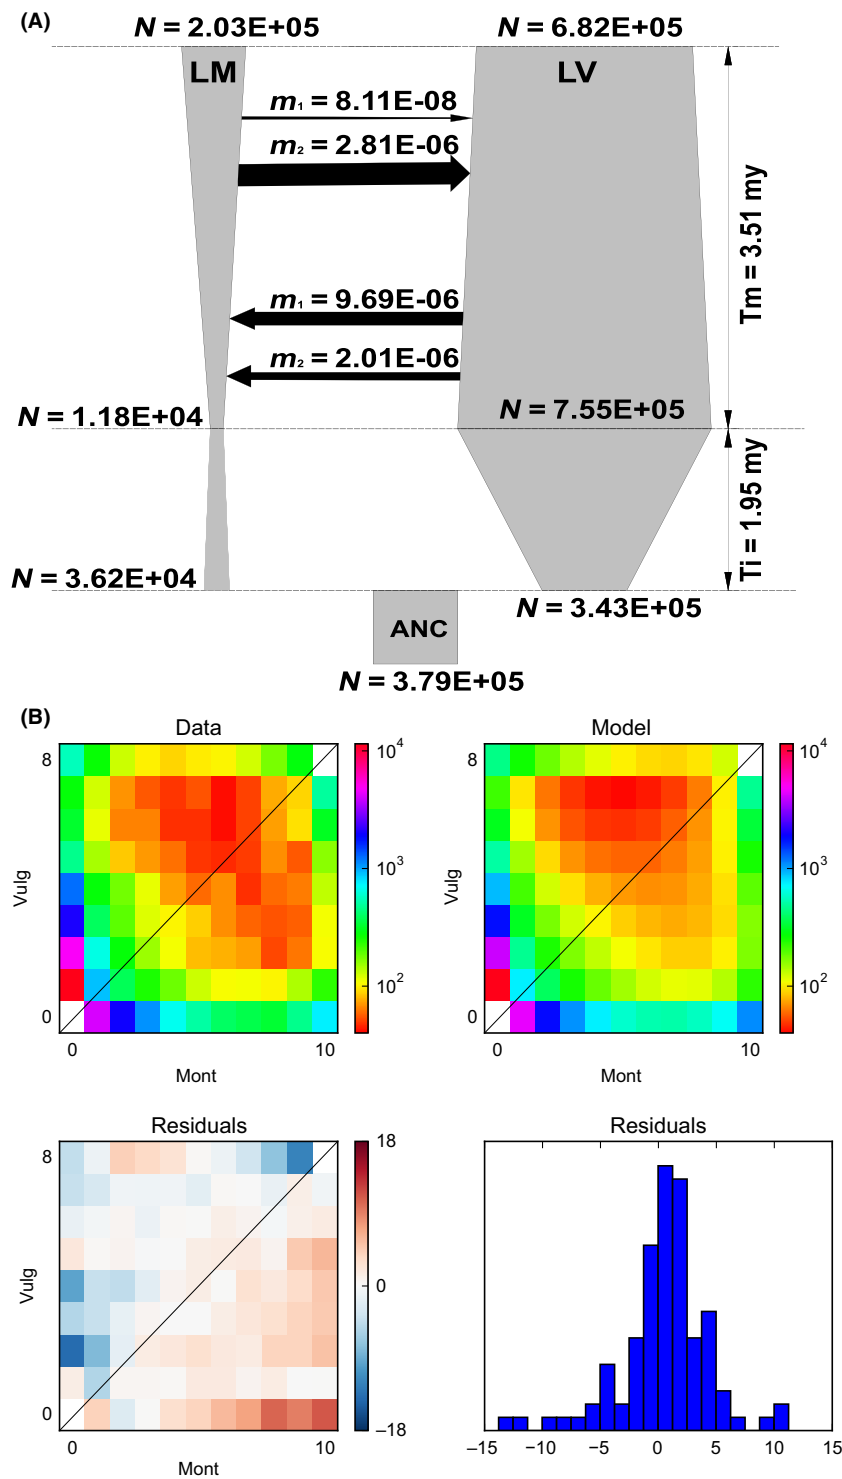 (A)
N = 2.03E+05
N = 6.82E+05
LM
LV
m₁ = 8.11E-08
m₂ = 2.81E-06
m₁ = 9.69E-06
m₂ = 2.01E-06
Tm = 3.51 my
N = 1.18E+04
N = 7.55E+05
Ti = 1.95 my
N = 3.62E+04
N = 3.43E+05
ANC
N = 3.79E+05
(B)
Data
8
Vulg
0
0
10
Mont
10⁴
10³
10²
Model
8
Vulg
0
0
10
Mont
10⁴
10³
10²
Residuals
8
Vulg
0
0
10
Mont
18
0
−18
Residuals
−15
−10
−5
0
5
10
15